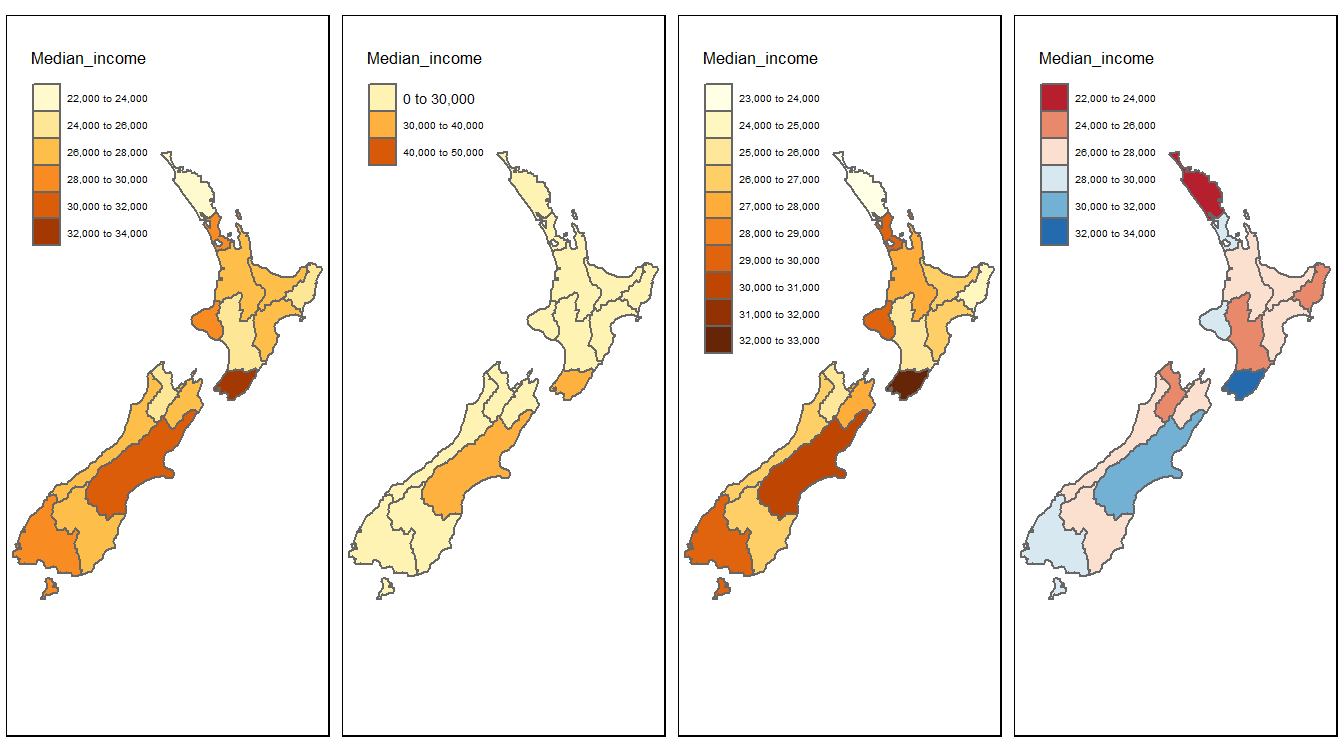 Median_income
22,000 to 24,000
24,000 to 26,000
26,000 to 28,000
28,000 to 30,000
30,000 to 32,000
32,000 to 34,000
Median_income
0 to 30,000
30,000 to 40,000
40,000 to 50,000
Median_income
23,000 to 24,000
24,000 to 25,000
25,000 to 26,000
26,000 to 27,000
27,000 to 28,000
28,000 to 29,000
29,000 to 30,000
30,000 to 31,000
31,000 to 32,000
32,000 to 33,000
Median_income
22,000 to 24,000
24,000 to 26,000
26,000 to 28,000
28,000 to 30,000
30,000 to 32,000
32,000 to 34,000